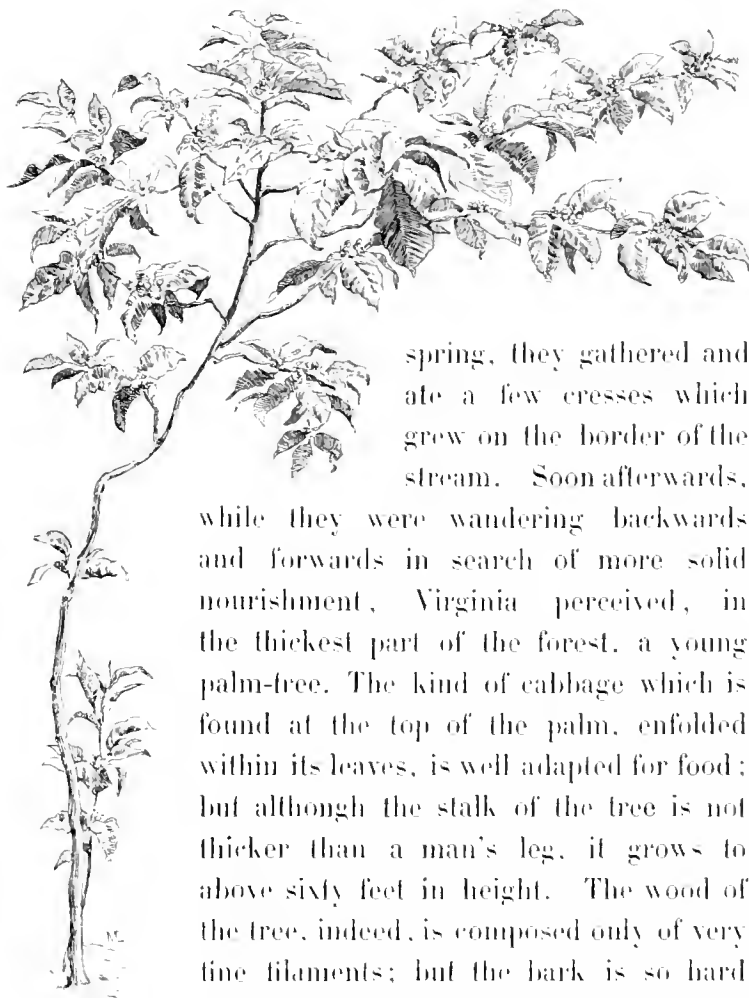 spring, they gathered and
ate a few cresses which
grew on the border of the
stream. Soon afterwards,
while they were wandering backwards
and forwards in search of more solid
nourishment, Virginia perceived, in
the thickest part of the forest, a young
palm-tree. The kind of cabbage which is
found at the top of the palm, enfolded
within its leaves, is well adapted for food;
but although the stalk of the tree is not
thicker than a man's leg, it grows to
above sixty feet in height. The wood of
the tree, indeed, is composed only of very
fine filaments; but the bark is so hard